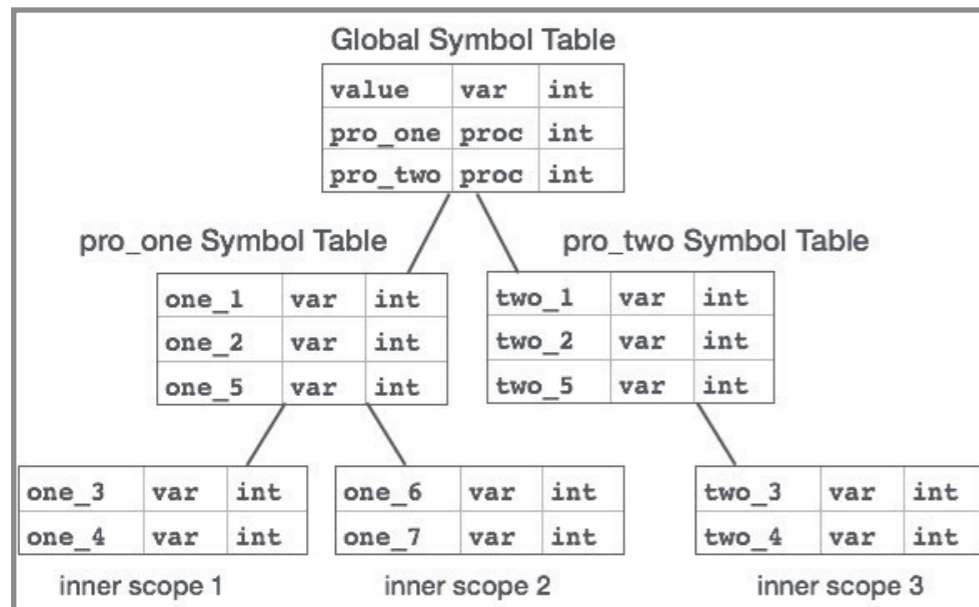 Global Symbol Table
value var int
pro_one proc int
pro_two proc int
pro_one Symbol Table
one_1 var int
one_2 var int
one_5 var int
pro_two Symbol Table
two_1 var int
two_2 var int
two_5 var int
one_3 var int
one_4 var int
inner scope 1
one_6 var int
one_7 var int
inner scope 2
two_3 var int
two_4 var int
inner scope 3